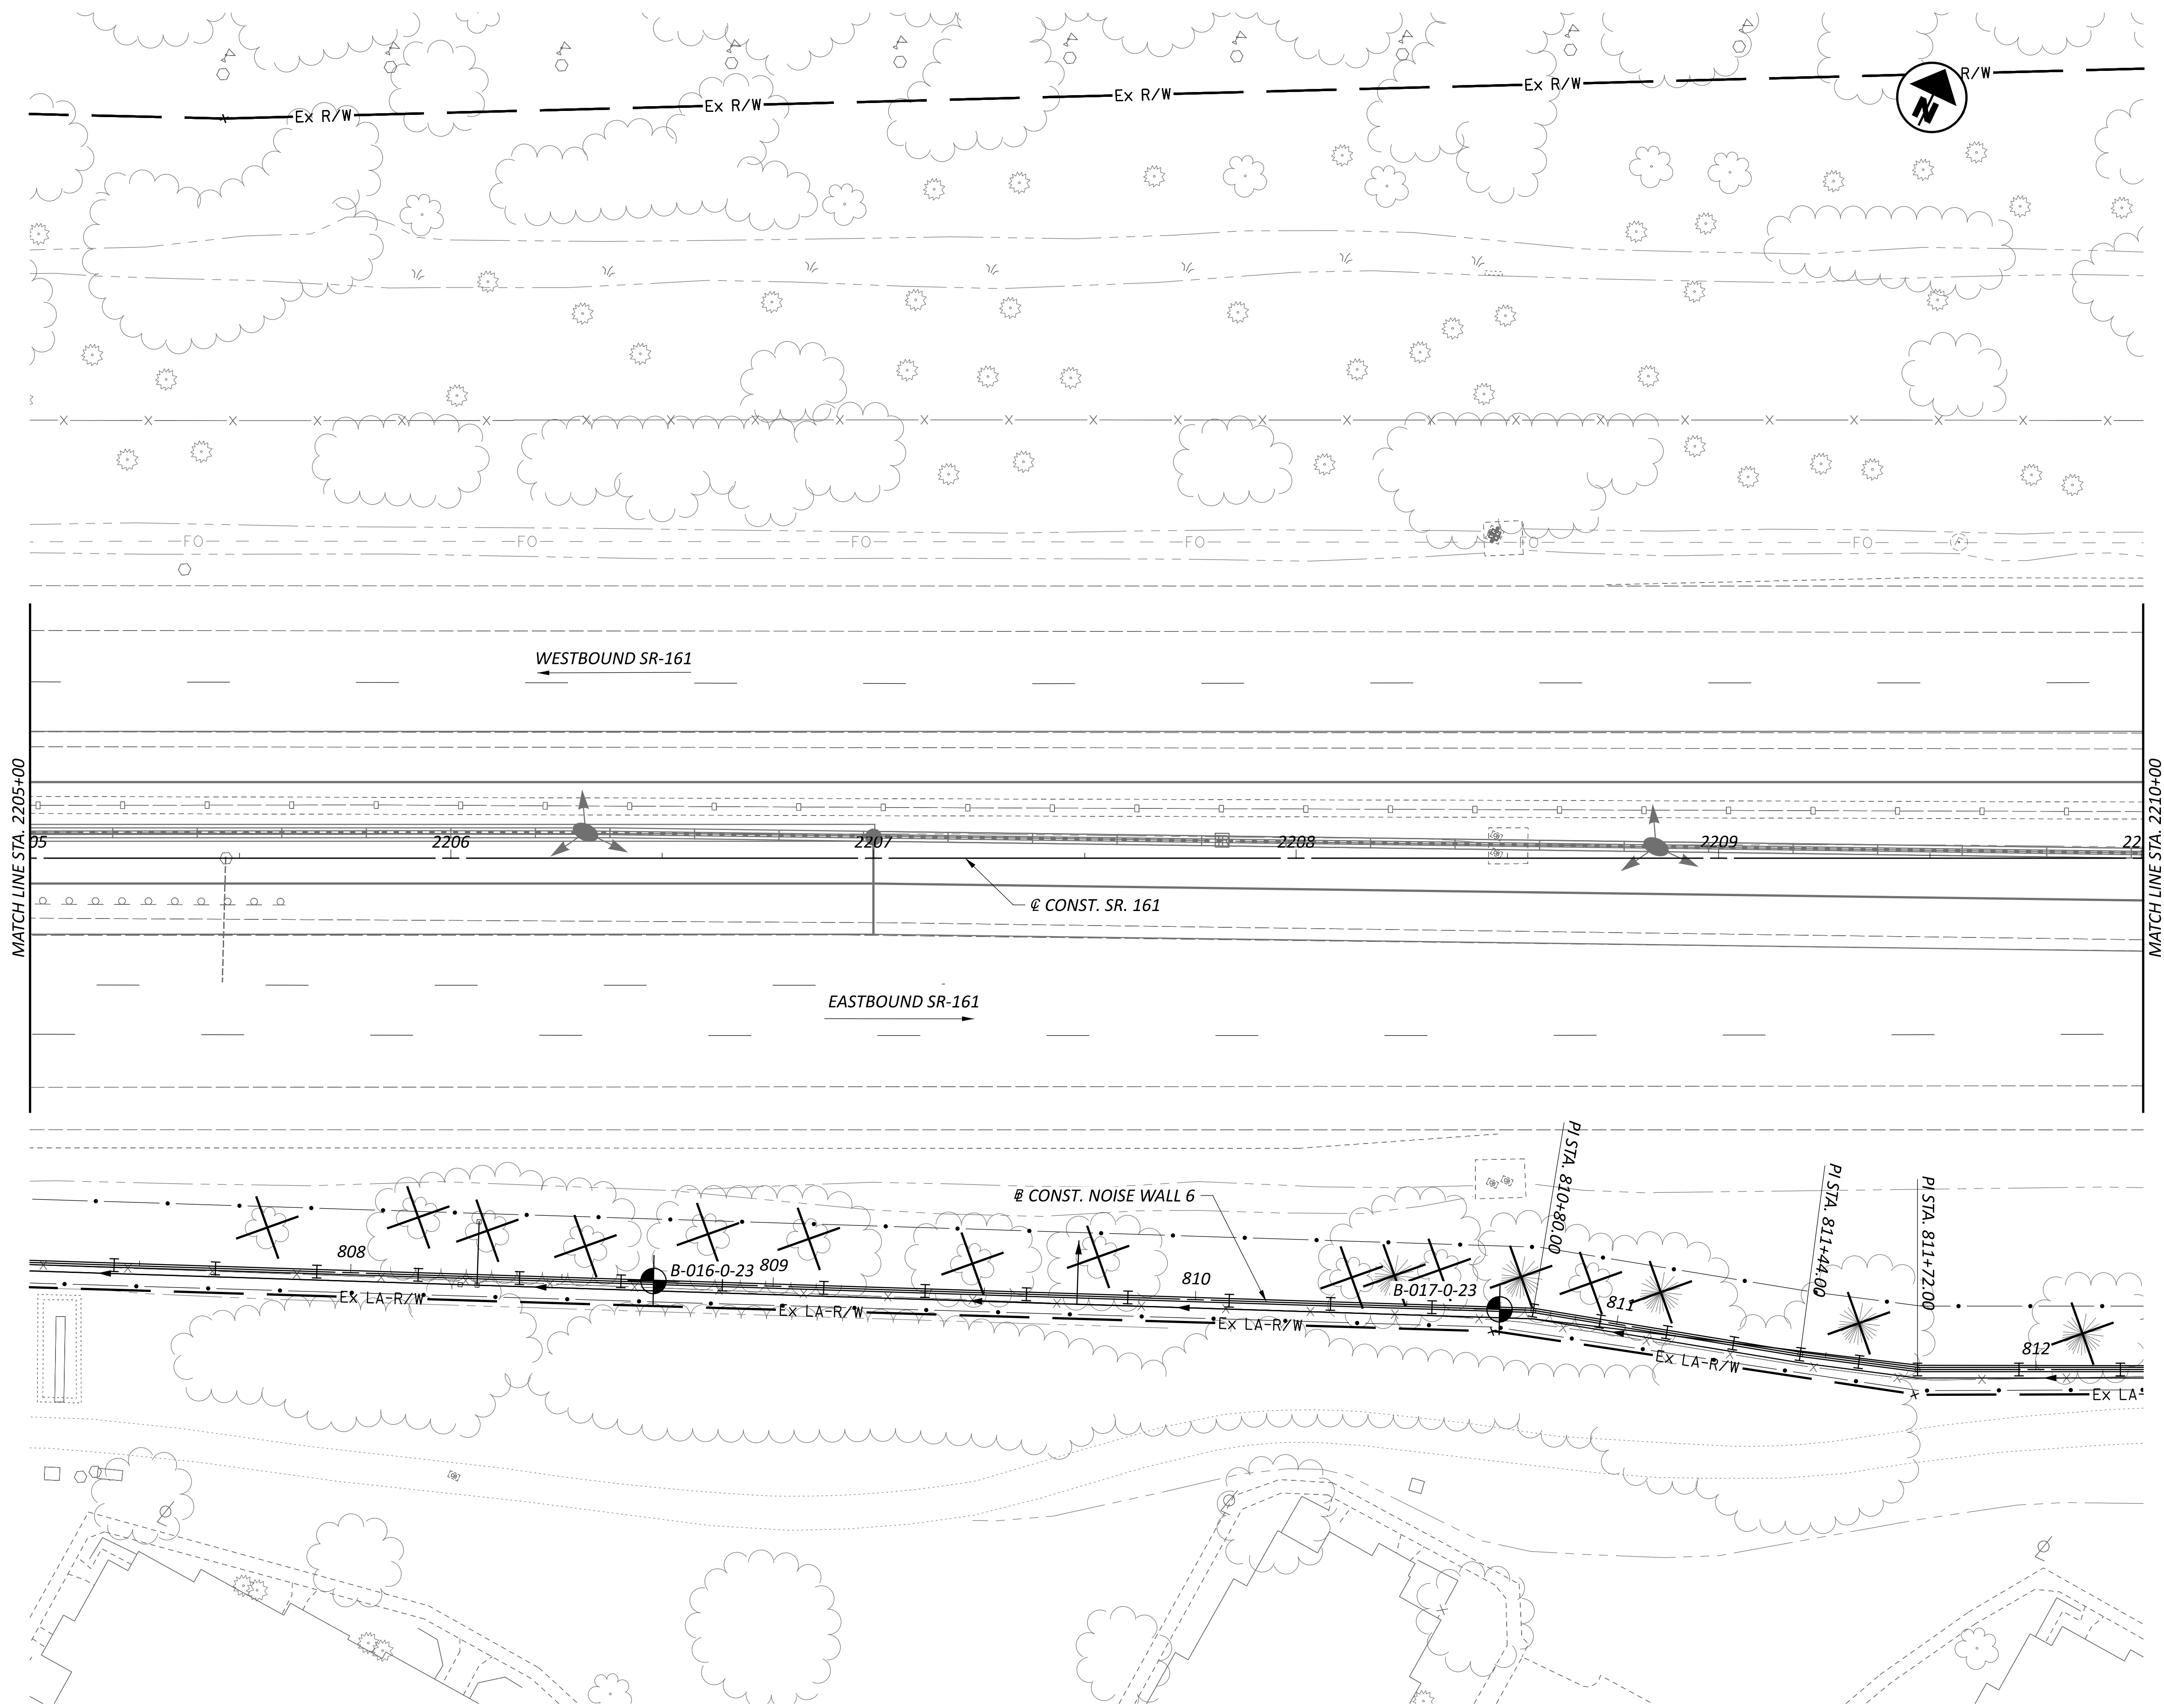 Ex R/W
Ex R/W
Ex R/W
Ex R/W
R/W
N
FO
FO
FO
FO
FO
FO
WESTBOUND SR-161
MATCH LINE STA. 2205+00
MATCH LINE STA. 2210+00
05
2206
2207
2208
2209
22
℄ CONST. SR. 161
EASTBOUND SR-161
PI STA. 810+80.00
PI STA. 811+44.00
PI STA. 811+72.00
BL CONST. NOISE WALL 6
808
B-016-0-23
809
810
B-017-0-23
811
812
Ex LA-R/W
Ex LA-R/W
Ex LA-R/W
Ex LA-R/W
Ex LA-